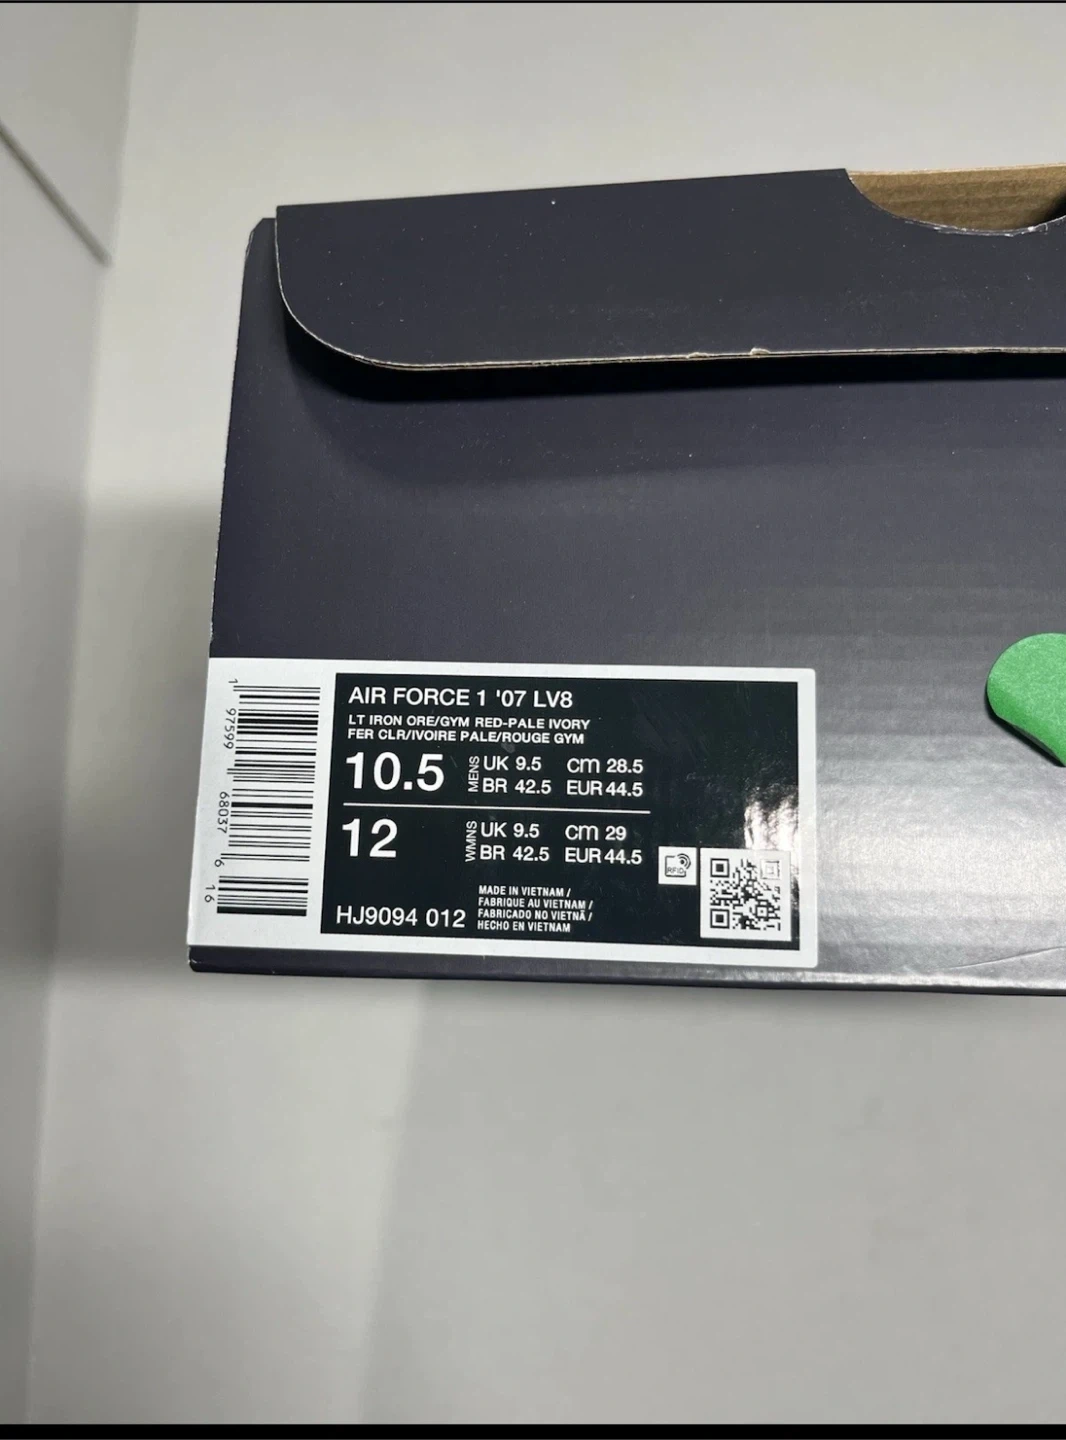 AIR FORCE 1 '07 LV8
LT IRON ORE/GYM RED-PALE IVORY
FER CLR/IVOIRE PALE/ROUGE GYM
10.5 MENS UK 9.5 cm 28.5
BR 42.5 EUR 44.5
12 WMNS UK 9.5 cm 29
BR 42.5 EUR 44.5
RFID
MADE IN VIETNAM /
FABRIQUE AU VIETNAM /
FABRICADO NO VIETNÃ /
HECHO EN VIETNAM
HJ9094 012
1 97599 68037 6 16